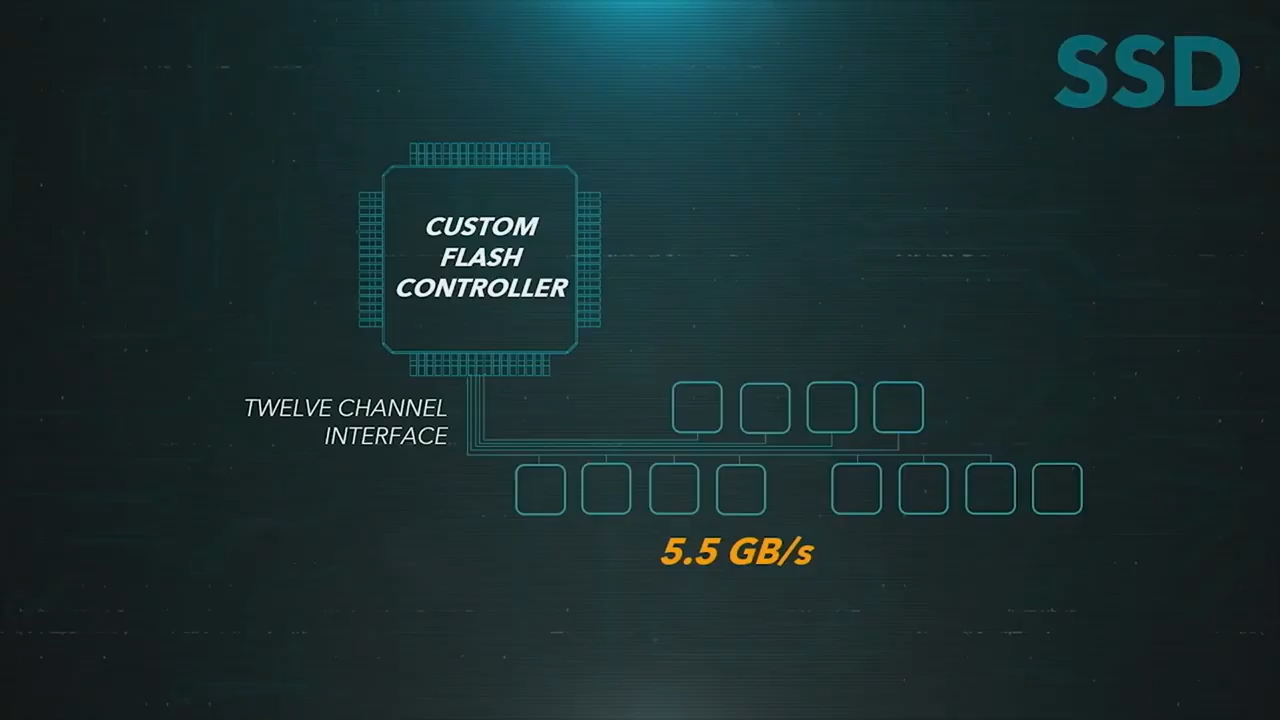 SSD
CUSTOM
FLASH
CONTROLLER
TWELVE CHANNEL
INTERFACE
5.5 GB/s